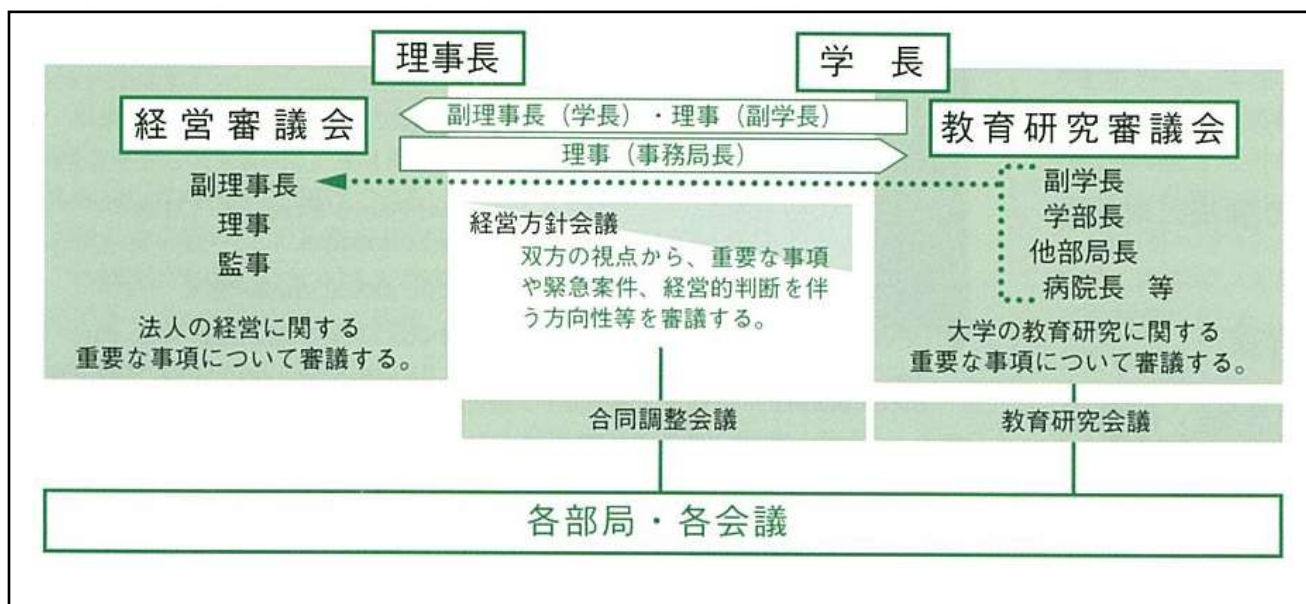 理事長
学 長
経営審議会
副理事長（学長）・理事（副学長）
理事（事務局長）
教育研究審議会
副理事長
理事
監事
法人の経営に関する
重要な事項について審議する。
経営方針会議
双方の視点から、重要な事項
や緊急案件、経営的判断を伴
う方向性等を審議する。
副学長
学部長
他部局長
病院長 等
大学の教育研究に関する
重要な事項について審議する。
合同調整会議
教育研究会議
各部局・各会議